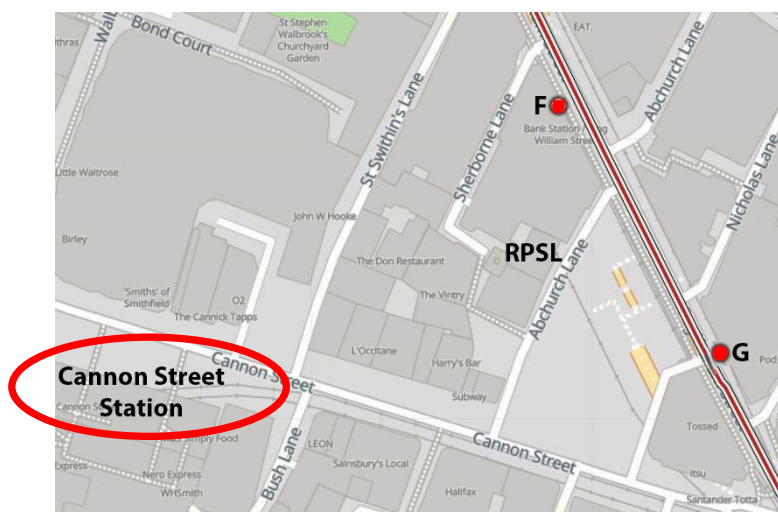 Walb
Bond Court
St Stephen
Walbrook's
Churchyard
Garden
EAT.
Abchurch Lane
thras
F
Bank Station / King
William Street
St Swithin's Lane
Sherborne Lane
Nicholas Lane
Little Waitrose
John W Hooke
Birley
The Don Restaurant
RPSL
Abchurch Lane
'Smiths' of
Smithfield
O2
The Cannick Tapps
The Vintry
L'Occitane
Harry's Bar
Subway
G
Pod
Cannon Street
Cannon Street
Station
Cannon S
Simply Food
Express
Nero Express
WHSmith
Bush Lane
LEON
Sainsbury's Local
Halifax
Cannon Street
Tossed
itsu
Santander Totta